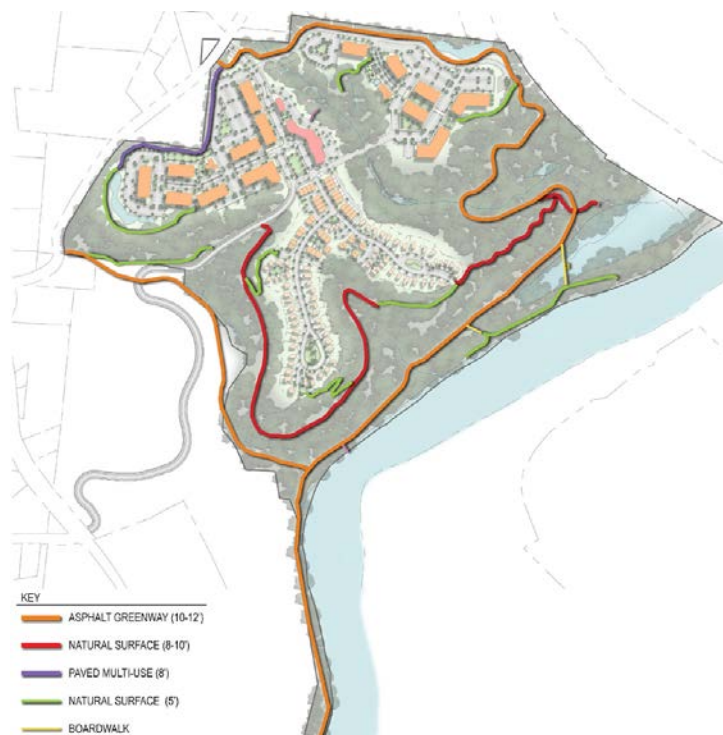 KEY
ASPHALT GREENWAY (10-12')
NATURAL SURFACE (8-10')
PAVED MULTI-USE (8')
NATURAL SURFACE (5')
BOARDWALK